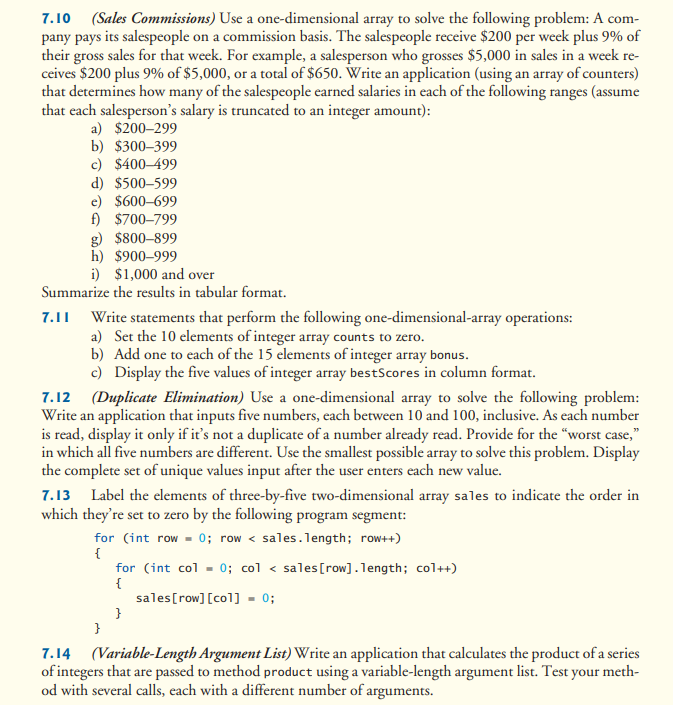 7.10 (Sales Commissions) Use a one-dimensional array to solve the following problem: A com-
pany pays its salespeople on a commission basis. The salespeople receive $200 per week plus 9% of
their gross sales for that week. For example, a salesperson who grosses $5,000 in sales in a week re-
ceives $200 plus 9% of $5,000, or a total of $650. Write an application (using an array of counters)
that determines how many of the salespeople earned salaries in each of the following ranges (assume
that each salesperson's salary is truncated to an integer amount):
a) $200–299
b) $300–399
c) $400–499
d) $500–599
e) $600–699
f) $700–799
g) $800–899
h) $900–999
i) $1,000 and over
Summarize the results in tabular format.
7.11 Write statements that perform the following one-dimensional-array operations:
a) Set the 10 elements of integer array counts to zero.
b) Add one to each of the 15 elements of integer array bonus.
c) Display the five values of integer array bestScores in column format.
7.12 (Duplicate Elimination) Use a one-dimensional array to solve the following problem:
Write an application that inputs five numbers, each between 10 and 100, inclusive. As each number
is read, display it only if it's not a duplicate of a number already read. Provide for the "worst case,"
in which all five numbers are different. Use the smallest possible array to solve this problem. Display
the complete set of unique values input after the user enters each new value.
7.13 Label the elements of three-by-five two-dimensional array sales to indicate the order in
which they're set to zero by the following program segment:
for (int row = 0; row < sales.length; row++)
{
for (int col = 0; col < sales[row].length; col++)
{
sales[row][col] = 0;
}
}
7.14 (Variable-Length Argument List) Write an application that calculates the product of a series
of integers that are passed to method product using a variable-length argument list. Test your meth-
od with several calls, each with a different number of arguments.